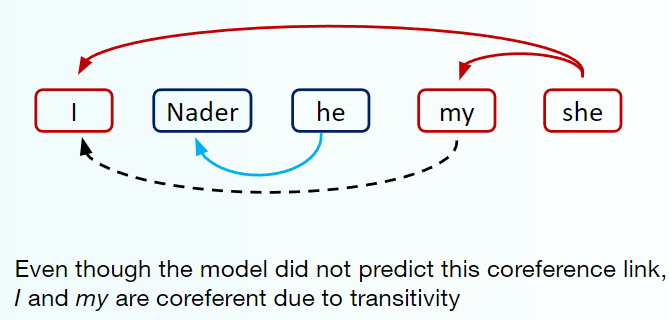 I Nader he my she
Even though the model did not predict this coreference link,
I and my are coreferent due to transitivity